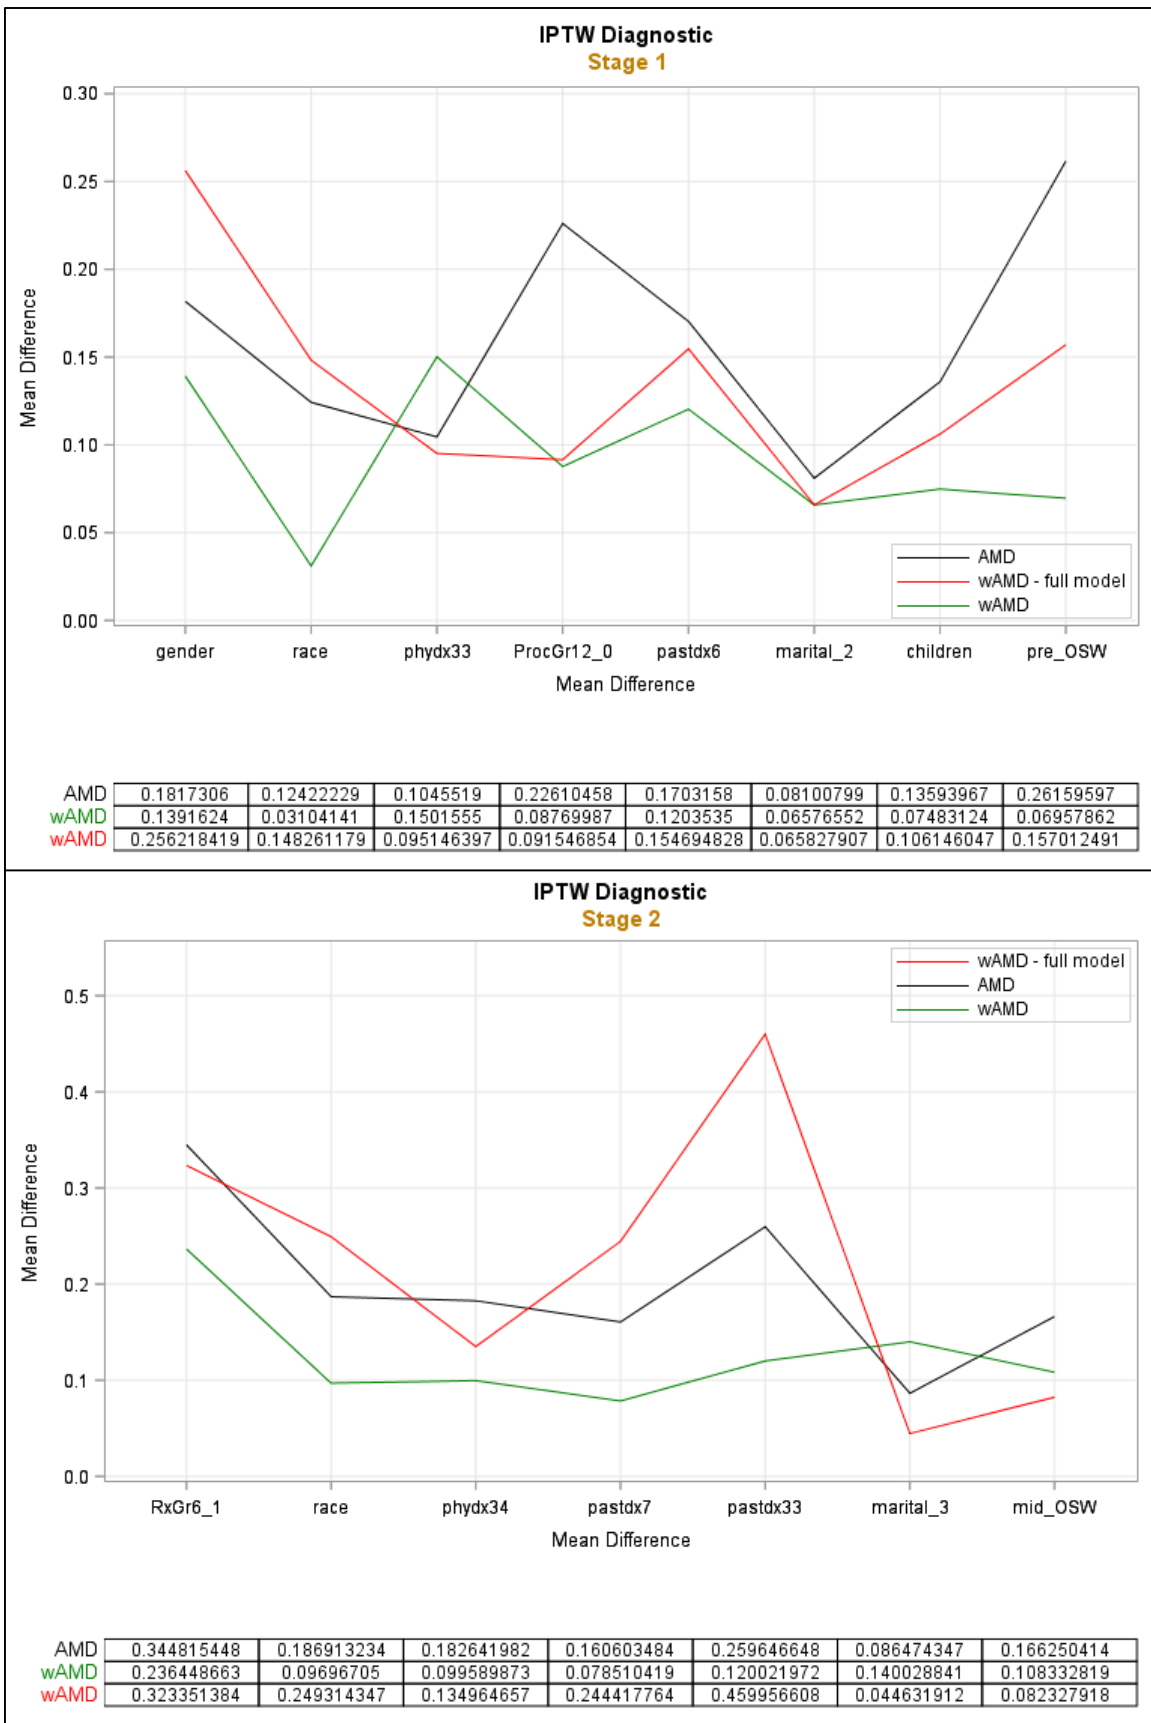 IPTW Diagnostic
Stage 1
0.30
0.25
0.20
0.15
0.10
0.05
0.00
Mean Difference
AMD
wAMD - full model
wAMD
gender race phydx33 ProcGr12_0 pastdx6 marital_2 children pre_OSW
Mean Difference
AMD 0.1817306 0.12422229 0.1045519 0.22610458 0.1703158 0.08100799 0.13593967 0.26159597
wAMD 0.1391624 0.03104141 0.1501555 0.08769987 0.1203535 0.06576552 0.07483124 0.06957862
wAMD 0.256218419 0.148261179 0.095146397 0.091546854 0.154694828 0.065827907 0.106146047 0.157012491
IPTW Diagnostic
Stage 2
wAMD - full model
AMD
wAMD
0.5
0.4
0.3
0.2
0.1
0.0
Mean Difference
RxGr6_1 race phydx34 pastdx7 pastdx33 marital_3 mid_OSW
Mean Difference
AMD 0.344815448 0.186913234 0.182641982 0.160603484 0.259646648 0.086474347 0.166250414
wAMD 0.236448663 0.09696705 0.099589873 0.078510419 0.120021972 0.140028841 0.108332819
wAMD 0.323351384 0.249314347 0.134964657 0.244417764 0.459956608 0.044631912 0.082327918